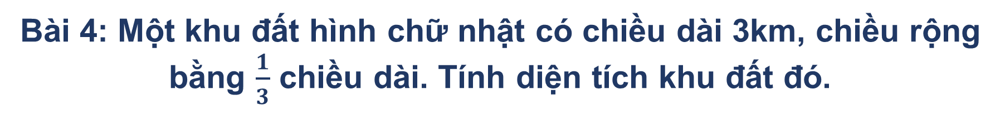 Bài 4: Một khu đất hình chữ nhật có chiều dài 3km, chiều rộng
bằng 1/3 chiều dài. Tính diện tích khu đất đó.